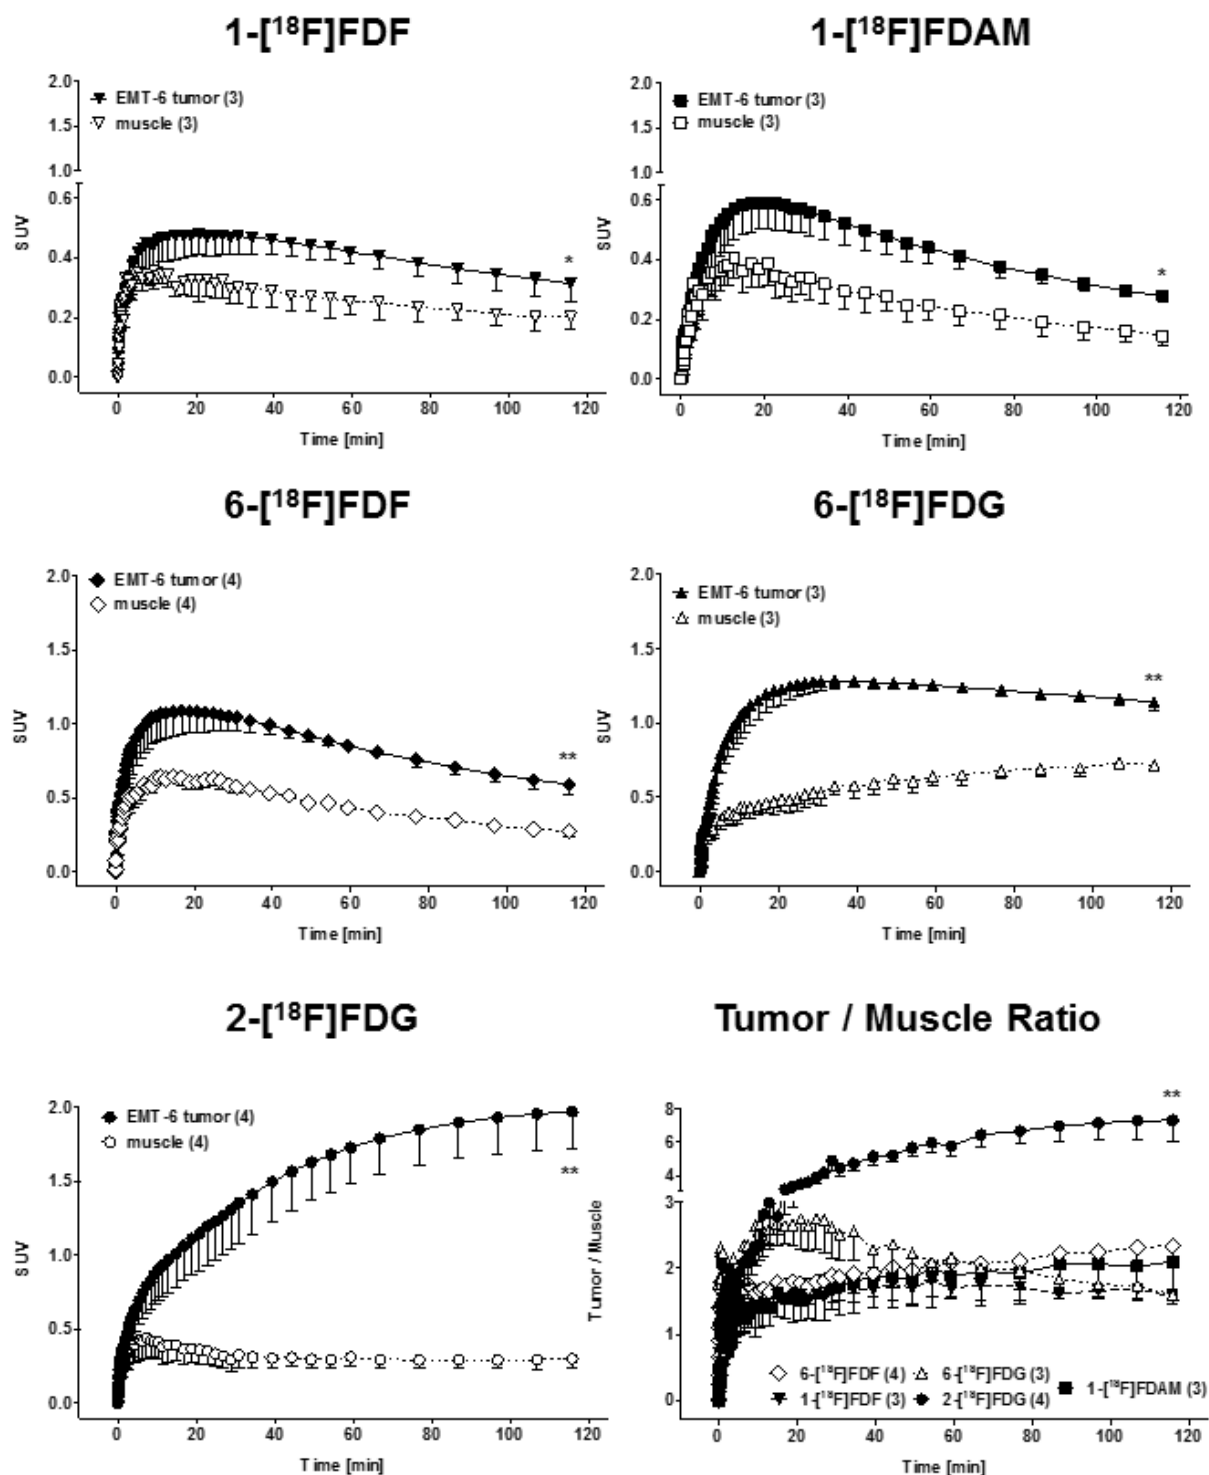 1-[¹⁸F]FDF
2.0
1.5
1.0
0.6
0.4
0.2
0.0
SUV
EMT-6 tumor (3)
muscle (3)
*
0 20 40 60 80 100 120
Time [min]
1-[¹⁸F]FDAM
2.0
1.5
1.0
0.6
0.4
0.2
0.0
SUV
EMT-6 tumor (3)
muscle (3)
*
0 20 40 60 80 100 120
Time [min]
6-[¹⁸F]FDF
2.0
1.5
1.0
0.5
0.0
SUV
EMT-6 tumor (4)
muscle (4)
**
0 20 40 60 80 100 120
Time [min]
6-[¹⁸F]FDG
2.0
1.5
1.0
0.5
0.0
SUV
EMT-6 tumor (3)
muscle (3)
**
0 20 40 60 80 100 120
Time [min]
2-[¹⁸F]FDG
2.0
1.5
1.0
0.5
0.0
SUV
EMT-6 tumor (4)
muscle (4)
**
0 20 40 60 80 100 120
Time [min]
Tumor / Muscle Ratio
8
6
4
3
2
1
0
Tumor / Muscle
**
6-[¹⁸F]FDF (4) 6-[¹⁸F]FDG (3)
1-[¹⁸F]FDF (3) 2-[¹⁸F]FDG (4) 1-[¹⁸F]FDAM (3)
0 20 40 60 80 100 120
Time [min]